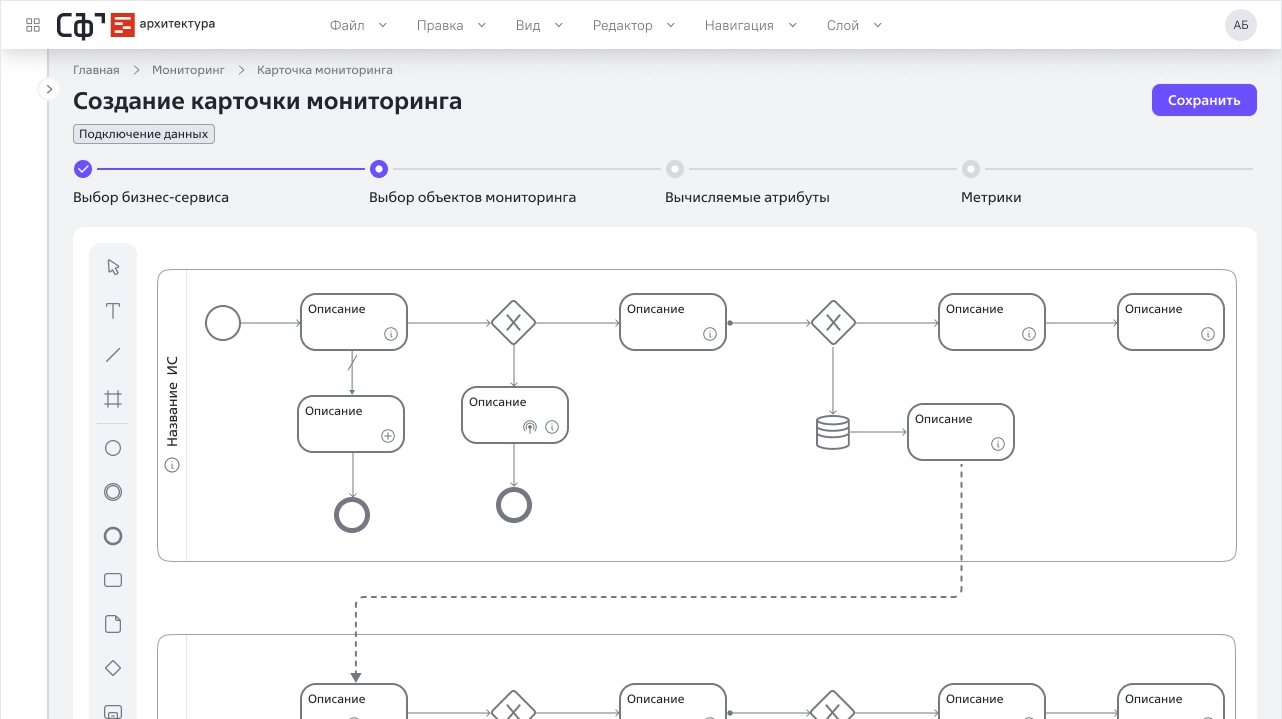 Сф архитектура
Файл Правка Вид Редактор Навигация Слой АБ
Главная Мониторинг Карточка мониторинга
Создание карточки мониторинга
Сохранить
Подключение данных
Выбор бизнес-сервиса Выбор объектов мониторинга Вычисляемые атрибуты Метрики
Название ИС
Описание Описание Описание Описание
Описание Описание Описание
Описание Описание Описание Описание